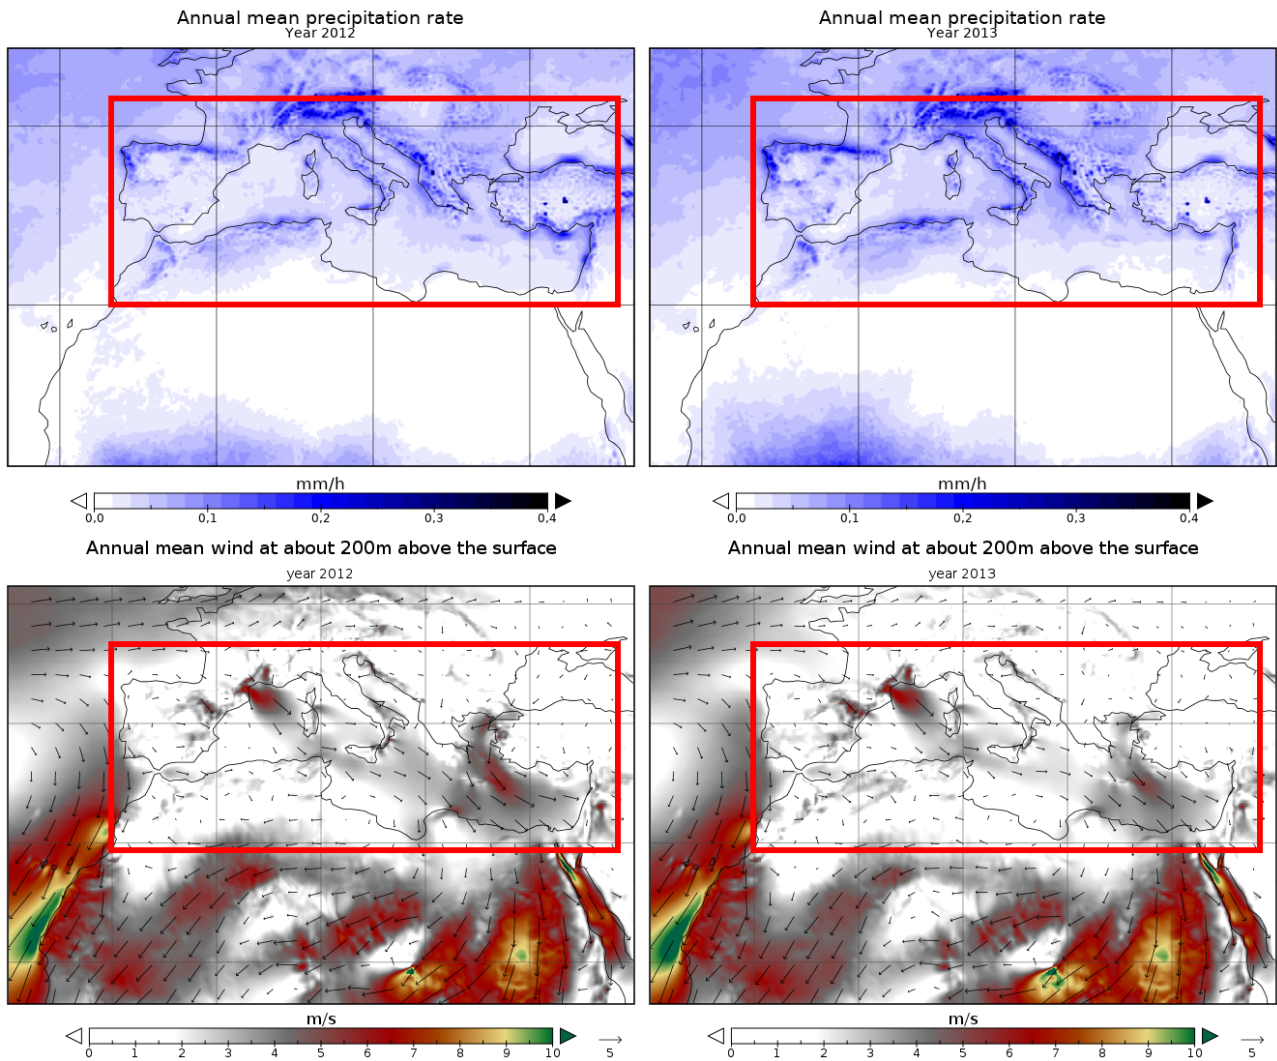 Annual mean precipitation rate
Year 2012
Annual mean precipitation rate
Year 2013
mm/h
0,0 0,1 0,2 0,3 0,4
mm/h
0,0 0,1 0,2 0,3 0,4
Annual mean wind at about 200m above the surface
year 2012
Annual mean wind at about 200m above the surface
year 2013
m/s
0 1 2 3 4 5 6 7 8 9 10 5
m/s
0 1 2 3 4 5 6 7 8 9 10 5